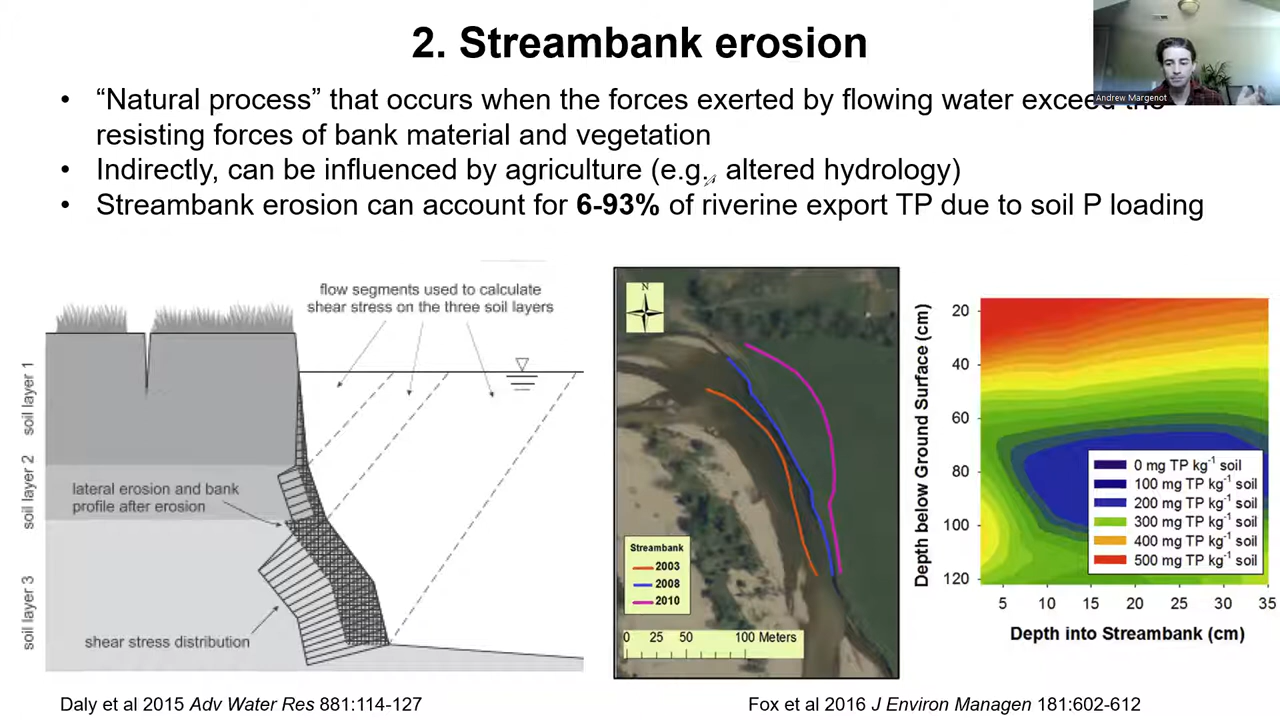 2. Streambank erosion
Andrew Margenot
• “Natural process” that occurs when the forces exerted by flowing water exceed the
resisting forces of bank material and vegetation
• Indirectly, can be influenced by agriculture (e.g., altered hydrology)
• Streambank erosion can account for 6-93% of riverine export TP due to soil P loading
flow segments used to calculate
shear stress on the three soil layers
soil layer 1
soil layer 2
soil layer 3
lateral erosion and bank
profile after erosion
shear stress distribution
N
Streambank
2003
2008
2010
0 25 50 100 Meters
Depth below Ground Surface (cm)
20
40
60
80
100
120
0 mg TP kg⁻¹ soil
100 mg TP kg⁻¹ soil
200 mg TP kg⁻¹ soil
300 mg TP kg⁻¹ soil
400 mg TP kg⁻¹ soil
500 mg TP kg⁻¹ soil
5 10 15 20 25 30 35
Depth into Streambank (cm)
Daly et al 2015 Adv Water Res 881:114-127
Fox et al 2016 J Environ Managen 181:602-612